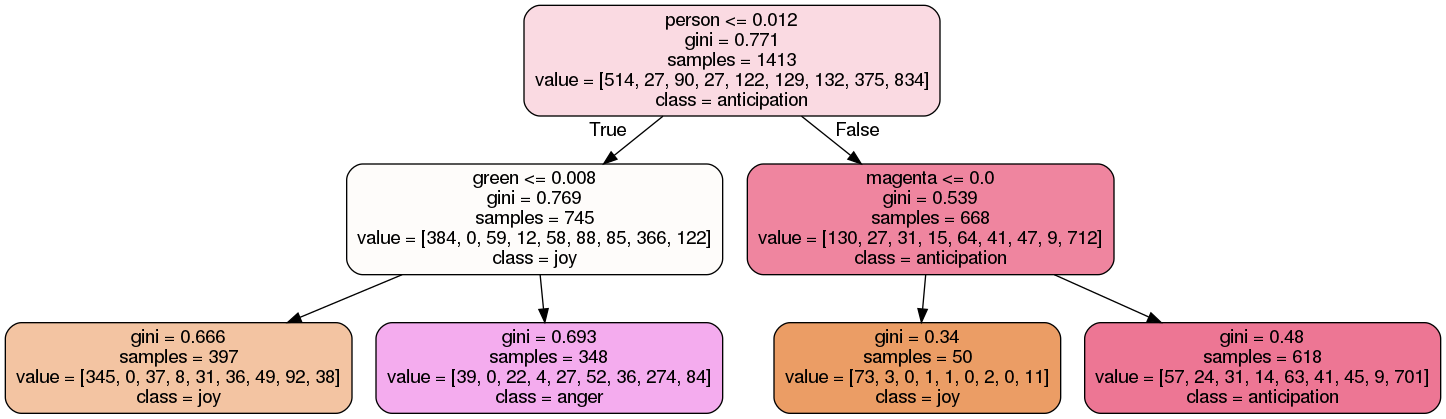 person <= 0.012
gini = 0.771
samples = 1413
value = [514, 27, 90, 27, 122, 129, 132, 375, 834]
class = anticipation
True
False
green <= 0.008
gini = 0.769
samples = 745
value = [384, 0, 59, 12, 58, 88, 85, 366, 122]
class = joy
magenta <= 0.0
gini = 0.539
samples = 668
value = [130, 27, 31, 15, 64, 41, 47, 9, 712]
class = anticipation
gini = 0.666
samples = 397
value = [345, 0, 37, 8, 31, 36, 49, 92, 38]
class = joy
gini = 0.693
samples = 348
value = [39, 0, 22, 4, 27, 52, 36, 274, 84]
class = anger
gini = 0.34
samples = 50
value = [73, 3, 0, 1, 1, 0, 2, 0, 11]
class = joy
gini = 0.48
samples = 618
value = [57, 24, 31, 14, 63, 41, 45, 9, 701]
class = anticipation